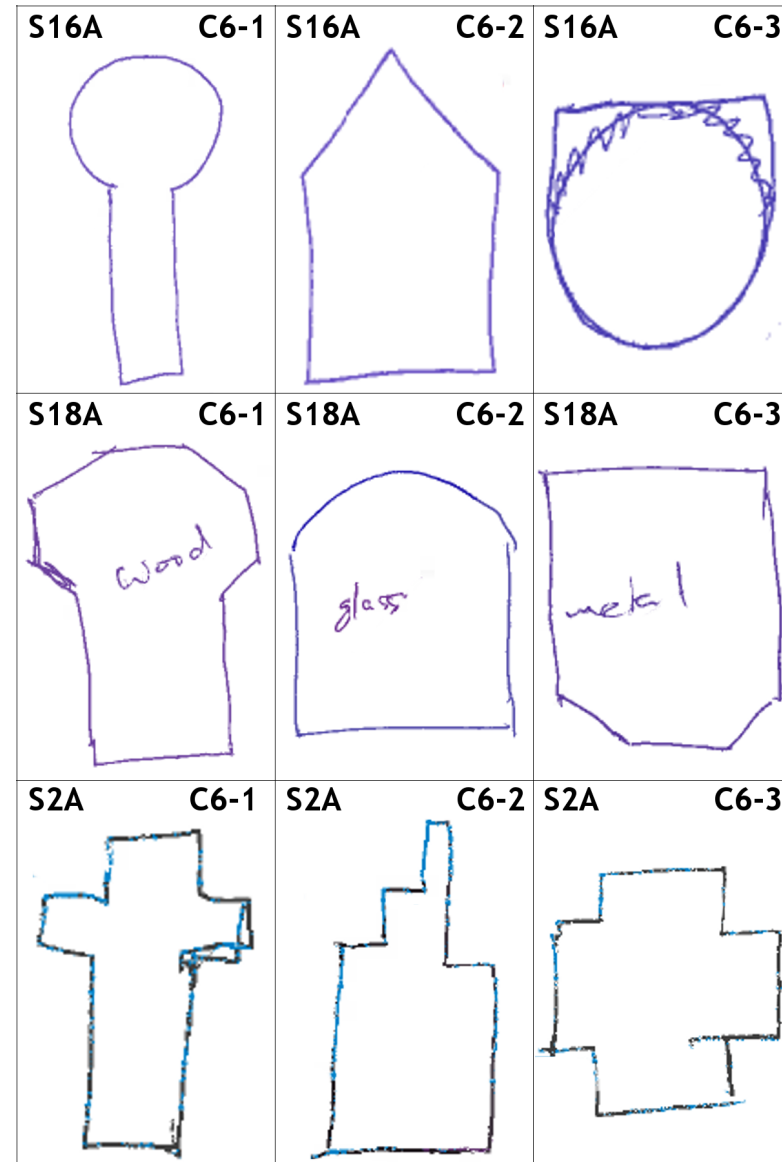 S16A C6-1 S16A C6-2 S16A C6-3
S18A C6-1 S18A C6-2 S18A C6-3
wood
glass
metal
S2A C6-1 S2A C6-2 S2A C6-3